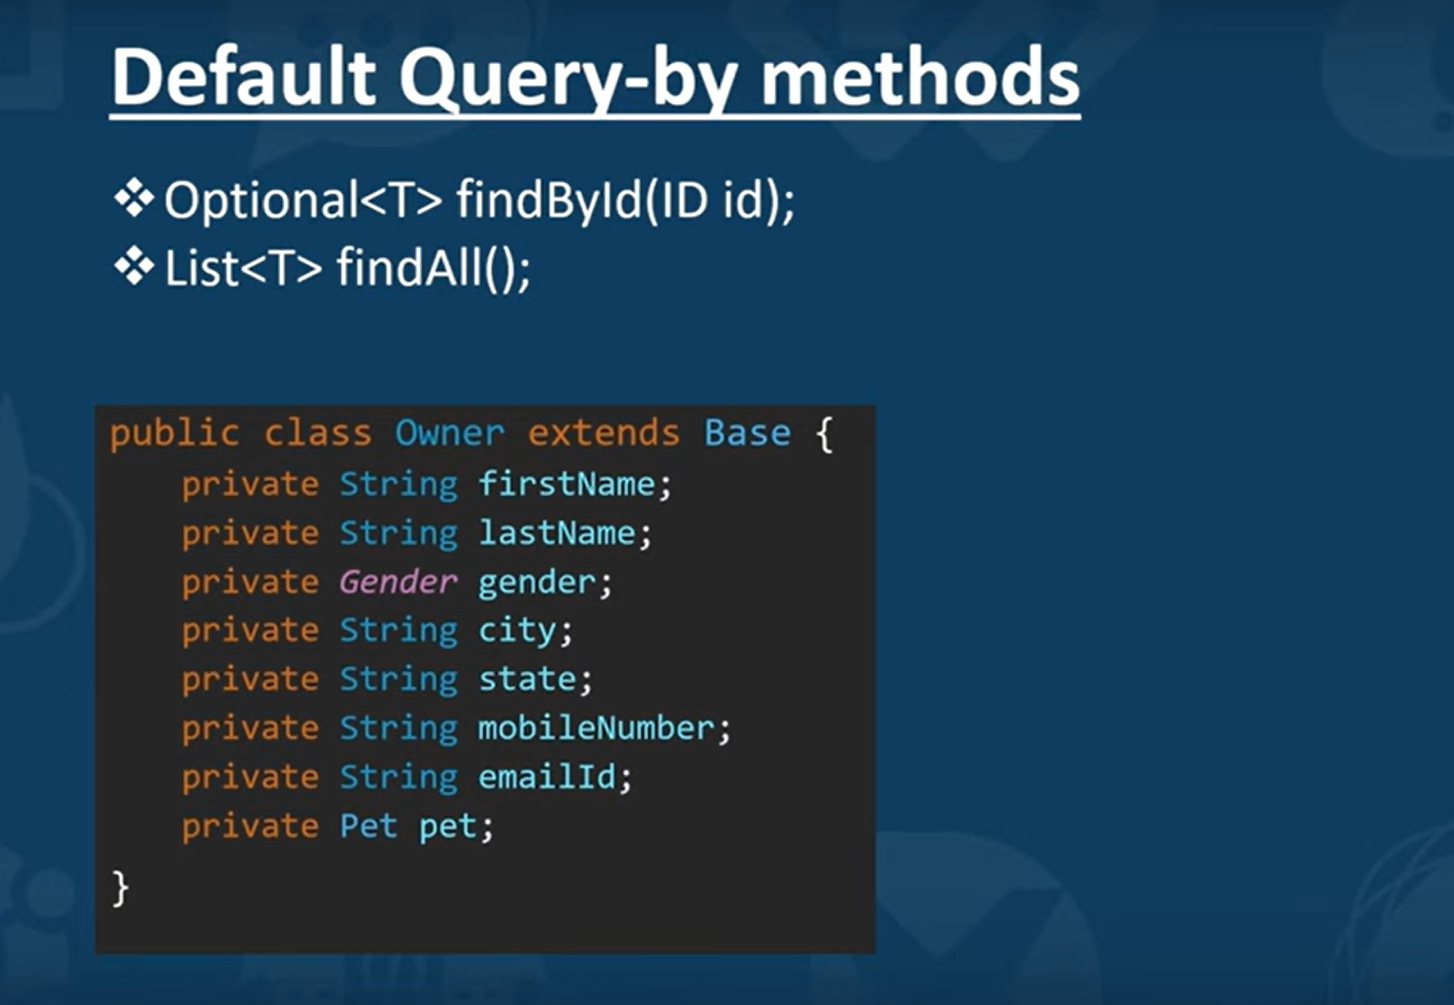 Default Query-by methods
❖ Optional<T> findById(ID id);
❖ List<T> findAll();
public class Owner extends Base {
    private String firstName;
    private String lastName;
    private Gender gender;
    private String city;
    private String state;
    private String mobileNumber;
    private String emailId;
    private Pet pet;
}